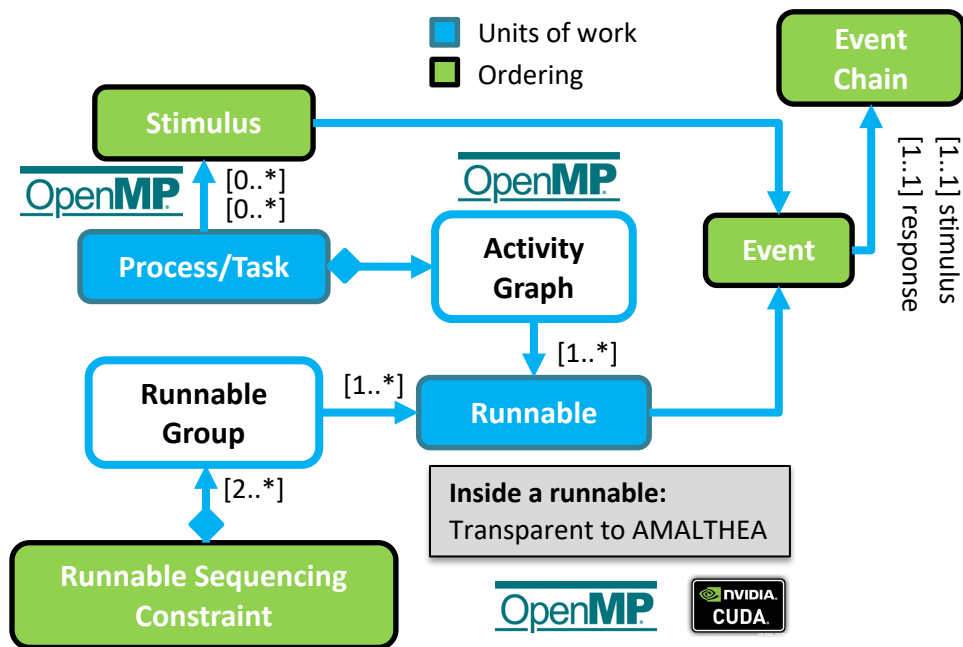 Units of work
Ordering
Event
Chain
Stimulus
OpenMP
[0..*]
[0..*]
OpenMP
[1..1] stimulus
[1..1] response
Process/Task
Activity
Graph
Event
[1..*]
[1..*]
Runnable
Group
Runnable
[2..*]
Inside a runnable:
Transparent to AMALTHEA
Runnable Sequencing
Constraint
OpenMP
NVIDIA.
CUDA.